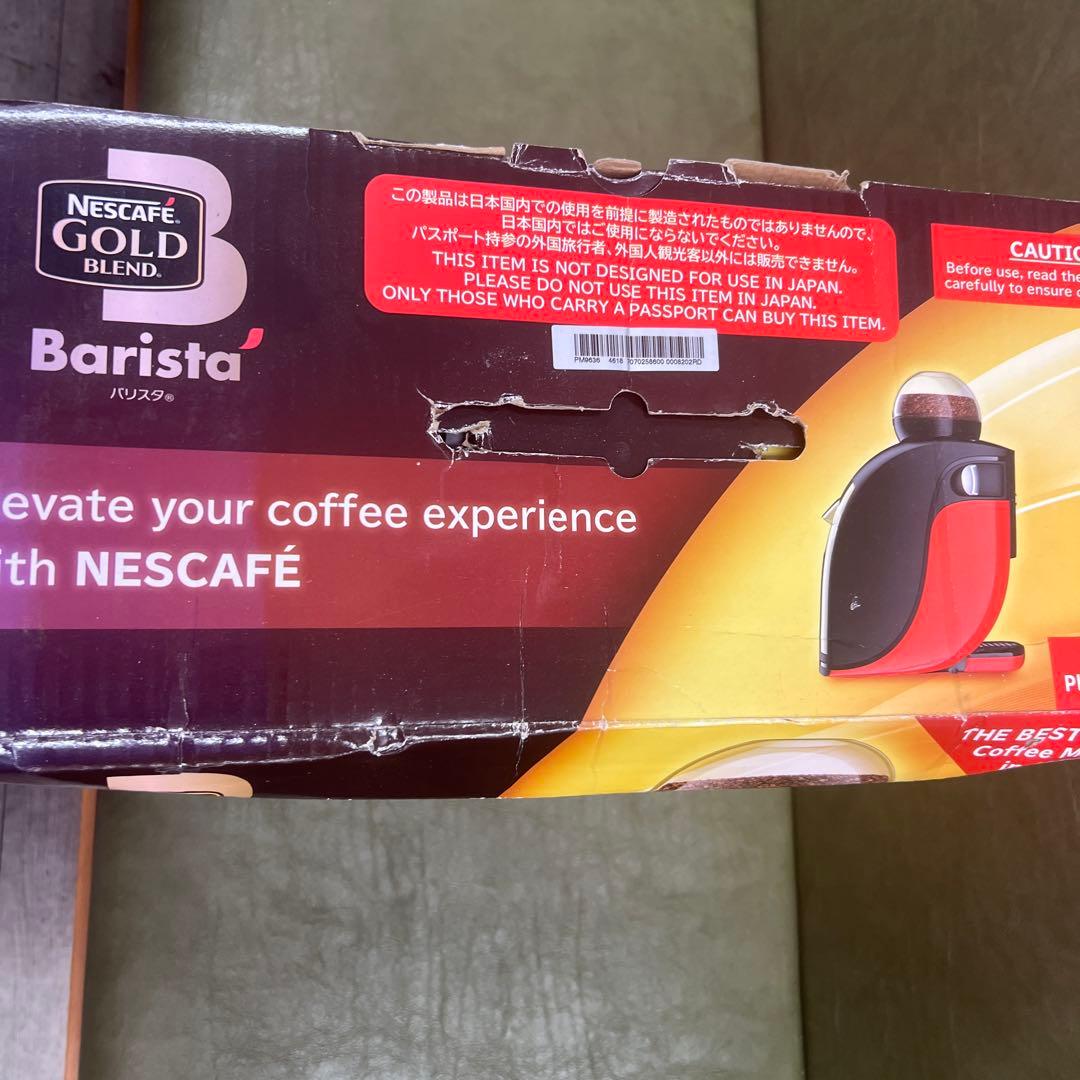 NESCAFÉ®
GOLD
BLEND®
B
Barista
バリスタ®
この製品は日本国内での使用を前提に製造されたものではありませんので、
日本国内ではご使用にならないでください。
パスポート持参の外国旅行者、外国人観光客以外には販売できません。
THIS ITEM IS NOT DESIGNED FOR USE IN JAPAN.
PLEASE DO NOT USE THIS ITEM IN JAPAN.
ONLY THOSE WHO CARRY A PASSPORT CAN BUY THIS ITEM.
PM9636 4618 7070258600 0008202RD
CAUTIO
Before use, read the
carefully to ensure
evate your coffee experience
ith NESCAFÉ
THE BEST
Coffee M
in